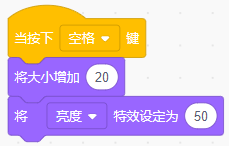 当按下 空格 键
将大小增加 20
将 亮度 特效设定为 50